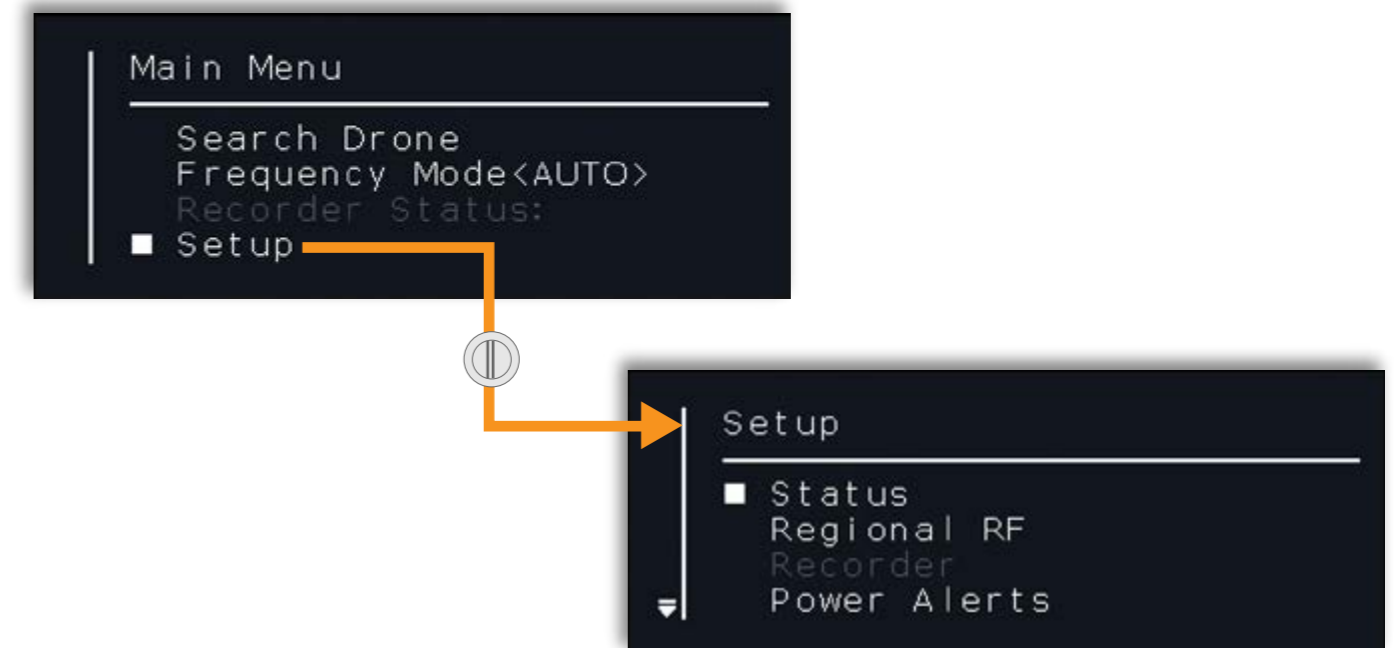 Main Menu
Search Drone
Frequency Mode<AUTO>
Recorder Status:
Setup
Setup
Status
Regional RF
Recorder
Power Alerts